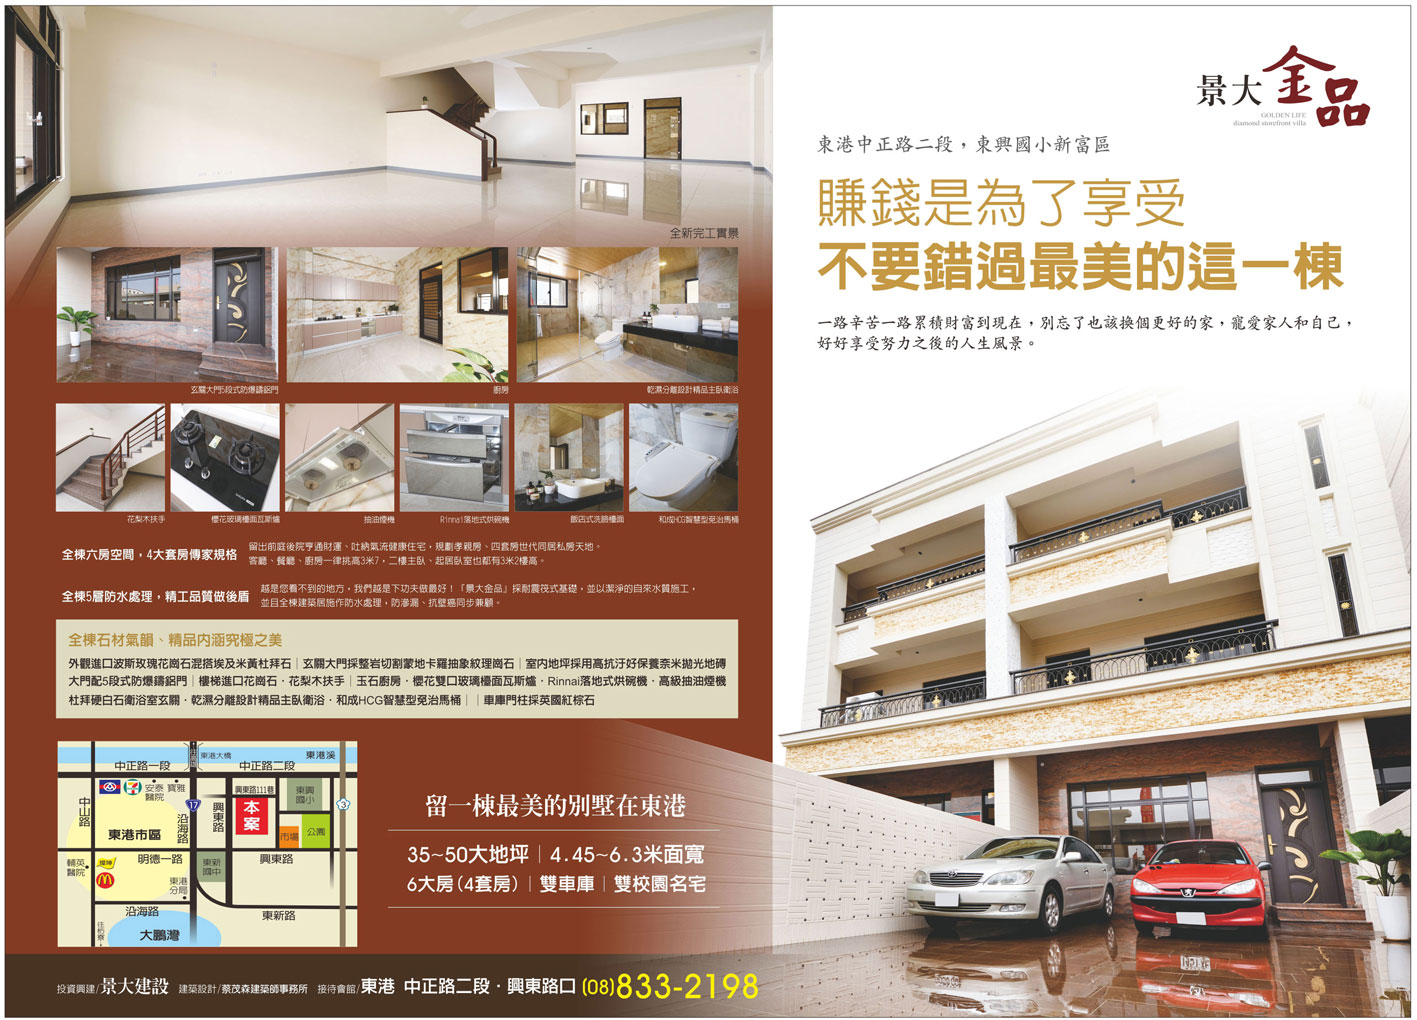 全新完工實景
玄關大門5段式防爆鑄鋁門
廚房
乾濕分離設計精品主臥衛浴
花梨木扶手
櫻花玻璃檯面瓦斯爐
抽油煙機
Rinnai落地式烘碗機
飯店式洗臉檯面
和成HCG智慧型免治馬桶
全棟六房空間，4大套房傳家規格
留出前庭後院亨通財運、吐納氣流健康住宅，規劃孝親房、四套房世代同居私房天地。
客廳、餐廳、廚房一律挑高3米7，二樓主臥、起居臥室也都有3米2樓高。
全棟5層防水處理，精工品質做後盾
越是您看不到的地方，我們越是下功夫做最好！「景大金品」採耐震筏式基礎，並以潔淨的自來水質施工，
並且全棟建築居施作防水處理，防滲漏、抗壁癌同步兼顧。
全棟石材氣韻、精品內涵究極之美
外觀進口波斯玫瑰花崗石混搭埃及米黃杜拜石｜玄關大門採整岩切割蒙地卡羅抽象紋理崗石｜室內地坪採用高抗汙好保養奈米拋光地磚
大門配5段式防爆鑄鋁門｜樓梯進口花崗石．花梨木扶手｜玉石廚房．櫻花雙口玻璃檯面瓦斯爐．Rinnai落地式烘碗機．高級抽油煙機
杜拜硬白石衛浴室玄關．乾濕分離設計精品主臥衛浴．和成HCG智慧型免治馬桶｜｜車庫門柱採英國紅棕石
東港大橋
東港溪
中正路一段
中正路二段
中山路
安泰醫院
寶雅
17
沿海路
興東路
興東路111巷
本案
東興國小
3
市場
公園
東港市區
輔英醫院
燦坤
明德一路
東港分局
東新國中
興東路
沿海路
東新路
大鵬灣
留一棟最美的別墅在東港
35~50大地坪｜4.45~6.3米面寬
6大房(4套房)｜雙車庫｜雙校園名宅
投資興建/景大建設 建築設計/蔡茂森建築師事務所 接待會館/東港 中正路二段．興東路口 (08)833-2198
景大金品
GOLDEN LIFE
diamond storefront villa
東港中正路二段，東興國小新富區
賺錢是為了享受
不要錯過最美的這一棟
一路辛苦一路累積財富到現在，別忘了也該換個更好的家，寵愛家人和自己，
好好享受努力之後的人生風景。